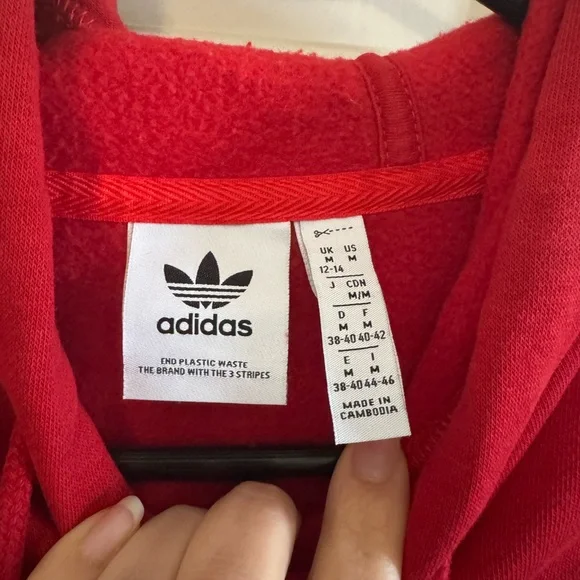 adidas
END PLASTIC WASTE
THE BRAND WITH THE 3 STRIPES
UK US
M M
12-14
J CDN
M/M
D F
M M
38-40 40-42
E I
M M
38-40 44-46
MADE IN
CAMBODIA